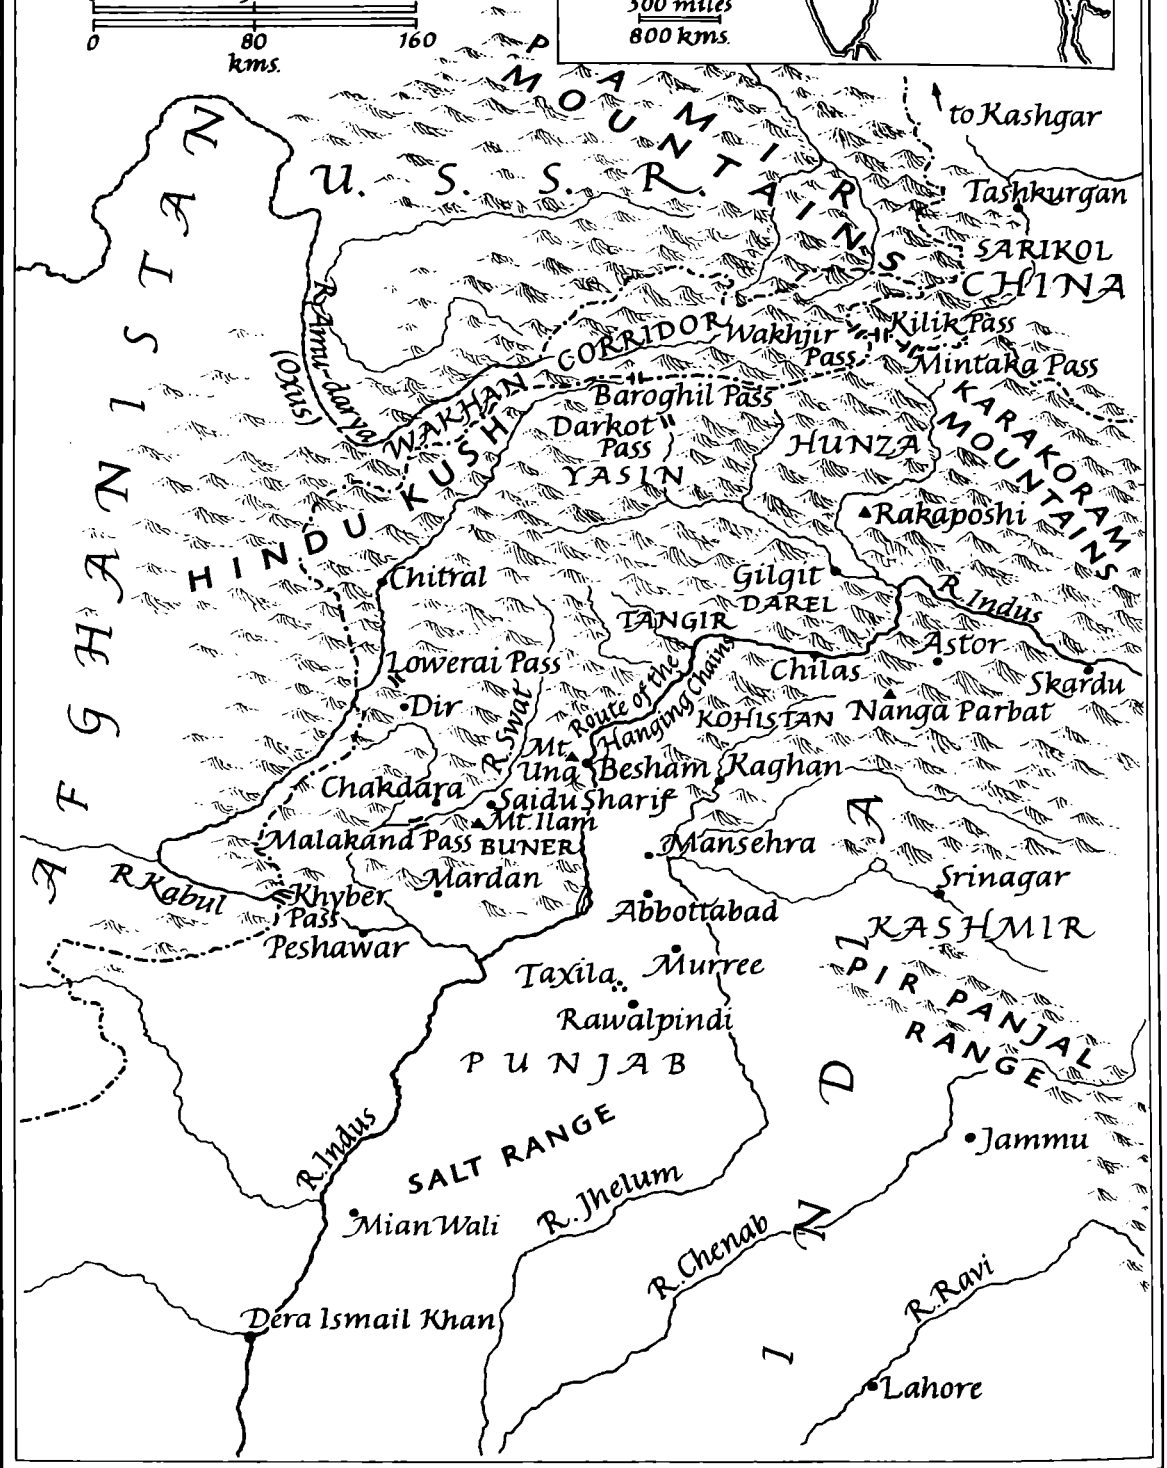 500 miles
800 kms.
0 80 160
kms.
PAMIR
MOUNTAINS
to Kashgar
U. S. S. R.
Tashkurgan
SARIKOL
CHINA
AFGHANISTAN
R. Amu-darya
(Oxus)
WAKHAN CORRIDOR
Wakhjir
Pass
Kilik Pass
Mintaka Pass
Baroghil Pass
Darkot
Pass
YASIN
HUNZA
KARAKORAM
MOUNTAINS
HINDU KUSH
Rakaposhi
Chitral
Gilgit
DAREL
TANGIR
R. Indus
Astor
Chilas
Skardu
Lowerai Pass
Dir
R. Swat
Route of the
Hanging Chains
KOHISTAN
Nanga Parbat
Mt.
Una
Besham
Kaghan
Chakdara
Saidu Sharif
Mt. Ilam
Malakand Pass
BUNER
Mansehra
R. Kabul
Khyber
Pass
Mardan
Srinagar
Abbottabad
KASHMIR
Peshawar
Taxila
Murree
PIR PANJAL
RANGE
Rawalpindi
PUNJAB
INDIA
R. Indus
SALT RANGE
Jammu
Mian Wali
R. Jhelum
R. Chenab
R. Ravi
Dera Ismail Khan
Lahore